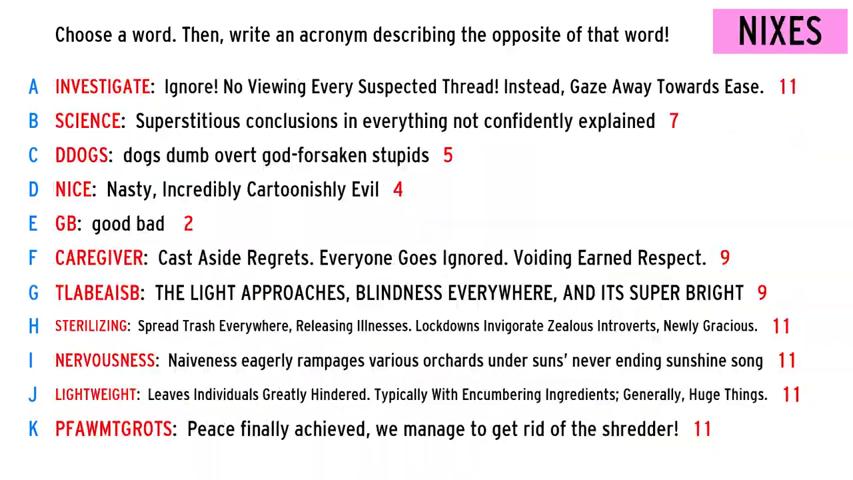 Choose a word. Then, write an acronym describing the opposite of that word!
NIXES
A INVESTIGATE: Ignore! No Viewing Every Suspected Thread! Instead, Gaze Away Towards Ease. 11
B SCIENCE: Superstitious conclusions in everything not confidently explained 7
C DDOGS: dogs dumb overt god-forsaken stupids 5
D NICE: Nasty, Incredibly Cartoonishly Evil 4
E GB: good bad 2
F CAREGIVER: Cast Aside Regrets. Everyone Goes Ignored. Voiding Earned Respect. 9
G TLABEAISB: THE LIGHT APPROACHES, BLINDNESS EVERYWHERE, AND ITS SUPER BRIGHT 9
H STERILIZING: Spread Trash Everywhere, Releasing Illnesses. Lockdowns Invigorate Zealous Introverts, Newly Gracious. 11
I NERVOUSNESS: Naiveness eagerly rampages various orchards under suns' never ending sunshine song 11
J LIGHTWEIGHT: Leaves Individuals Greatly Hindered. Typically With Encumbering Ingredients; Generally, Huge Things. 11
K PFAWMTGROTS: Peace finally achieved, we manage to get rid of the shredder! 11